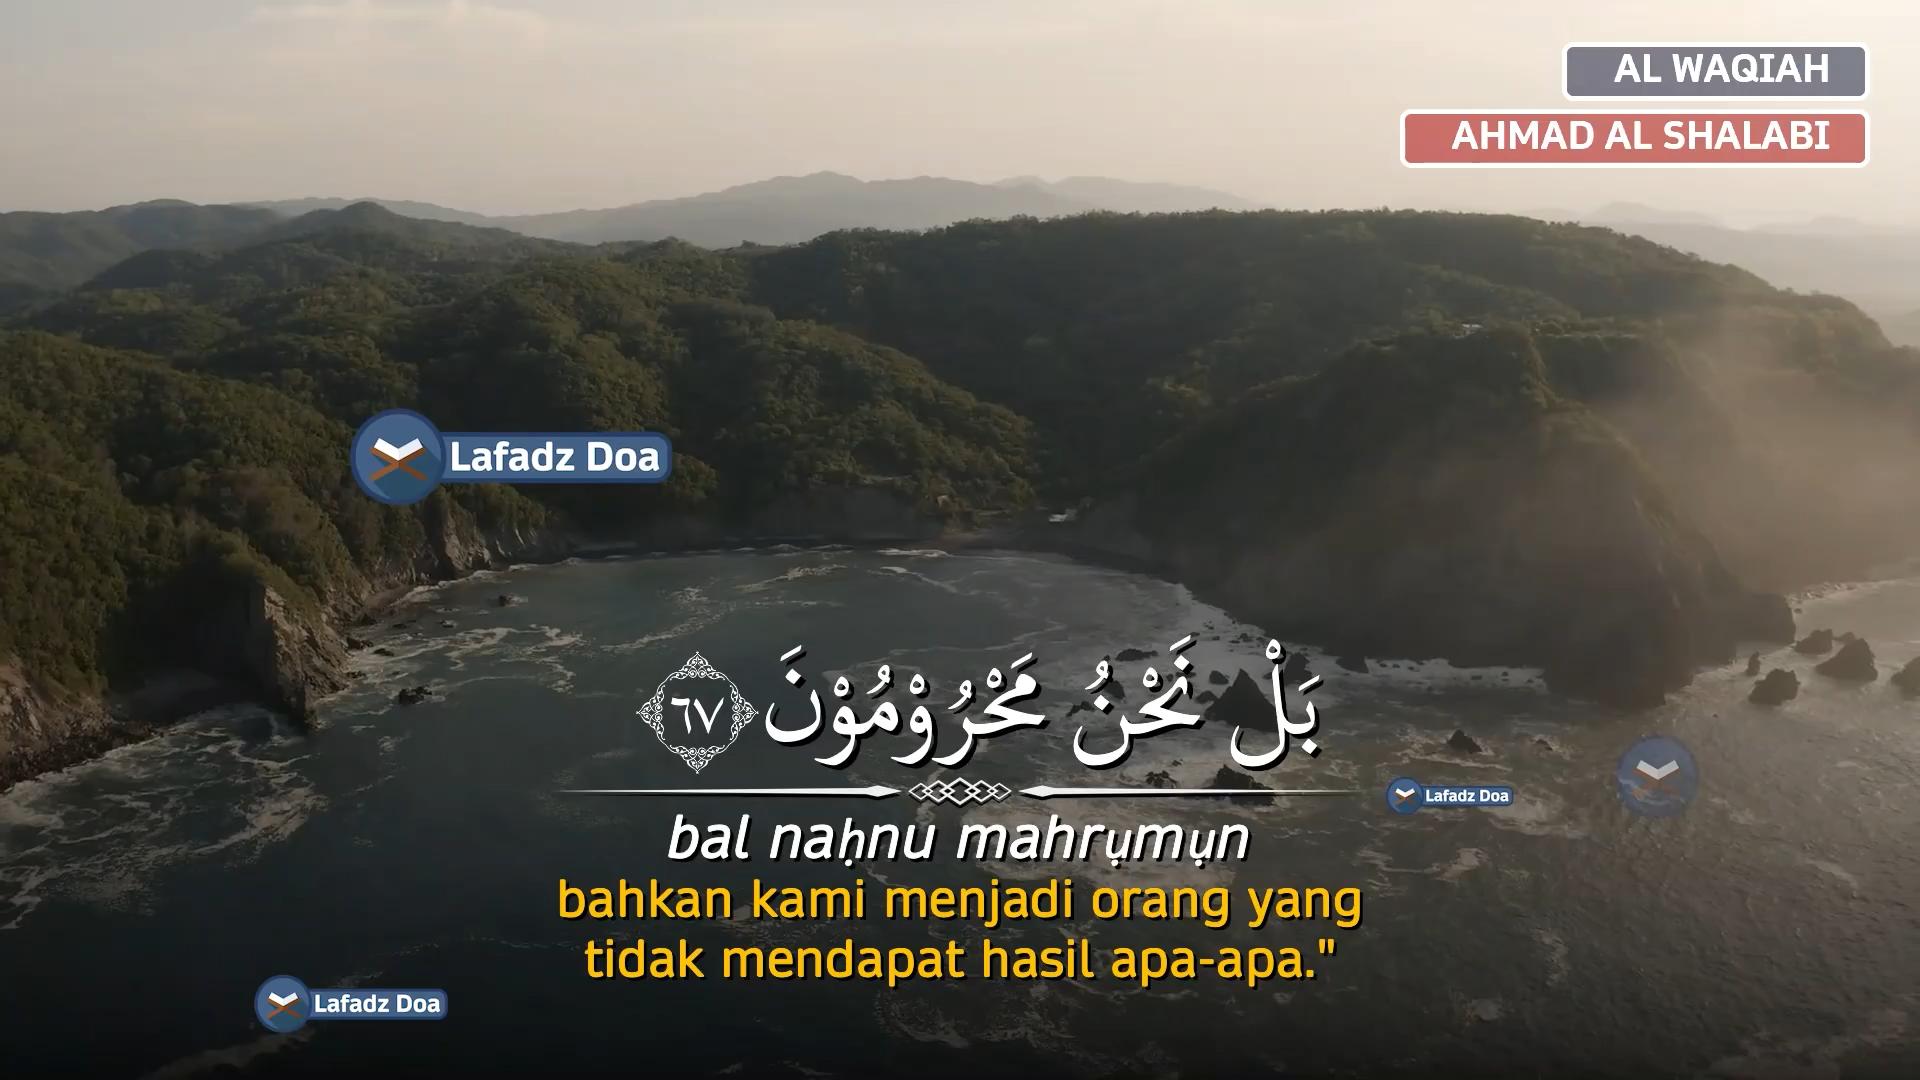 AL WAQIAH
AHMAD AL SHALABI
Lafadz Doa
بَلْ نَحْنُ مَحْرُوْمُوْنَ ٦٧
Lafadz Doa
bal naḥnu mahrụmụn
bahkan kami menjadi orang yang
tidak mendapat hasil apa-apa."
Lafadz Doa